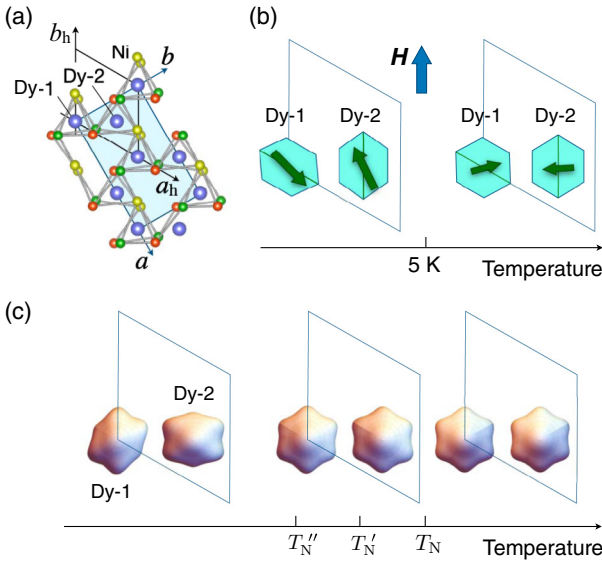 (a)
b_h
Ni
b
Dy-2
Dy-1
a_h
a
(b)
H
Dy-1
Dy-2
Dy-1
Dy-2
5 K
Temperature
(c)
Dy-2
Dy-1
T_N''
T_N'
T_N
Temperature